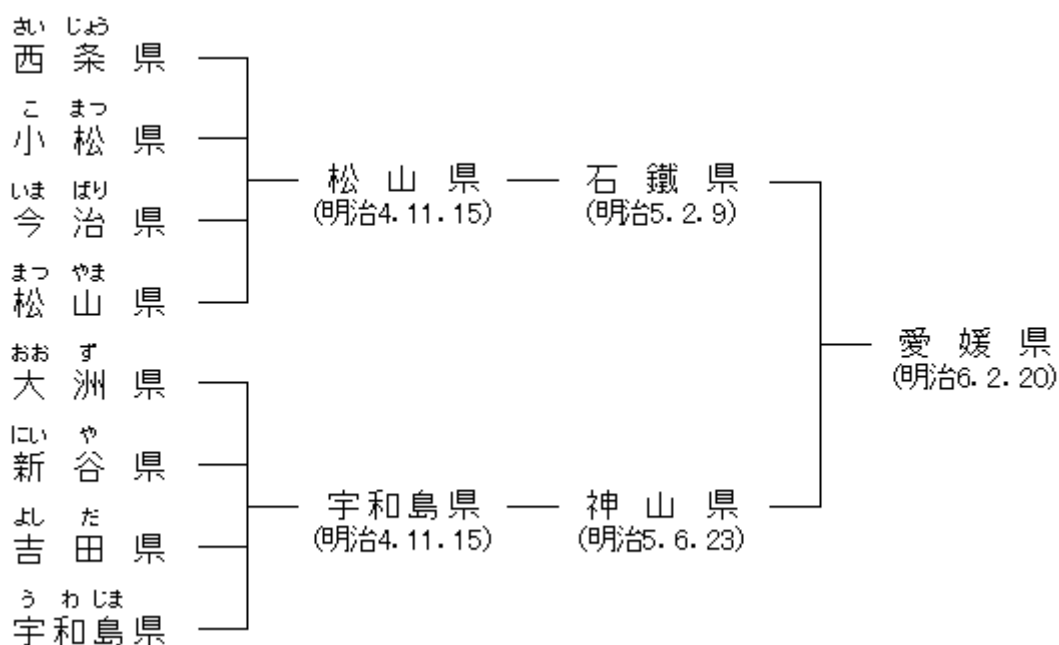 さい じょう
西条県
こ まつ
小松県
いま ばり
今治県
まつ やま
松山県
おお ず
大洲県
にい や
新谷県
よし だ
吉田県
う わ じま
宇和島県
松山県
(明治4.11.15)
宇和島県
(明治4.11.15)
石鐵県
(明治5.2.9)
神山県
(明治5.6.23)
愛媛県
(明治6.2.20)